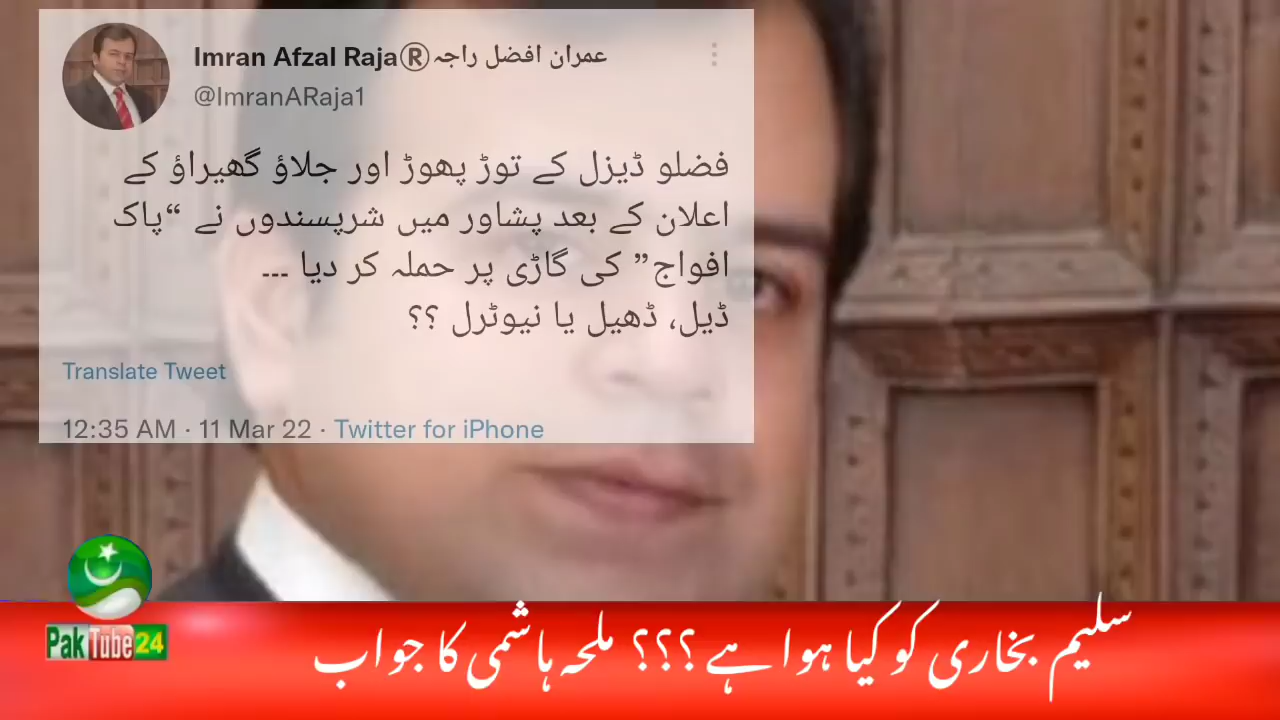 Imran Afzal Raja®عمران افضل راجہ
@ImranARaja1
فضلو ڈیزل کے توڑ پھوڑ اور جلاؤ گھیراؤ کے
اعلان کے بعد پشاور میں شرپسندوں نے “پاک
افواج” کی گاڑی پر حملہ کر دیا ---
ڈیل، ڈھیل یا نیوٹرل ؟؟
Translate Tweet
12:35 AM · 11 Mar 22 · Twitter for iPhone
PakTube24
سلیم بخاری کو کیا ہوا ہے ؟؟؟ ملحہ ہاشمی کا جواب